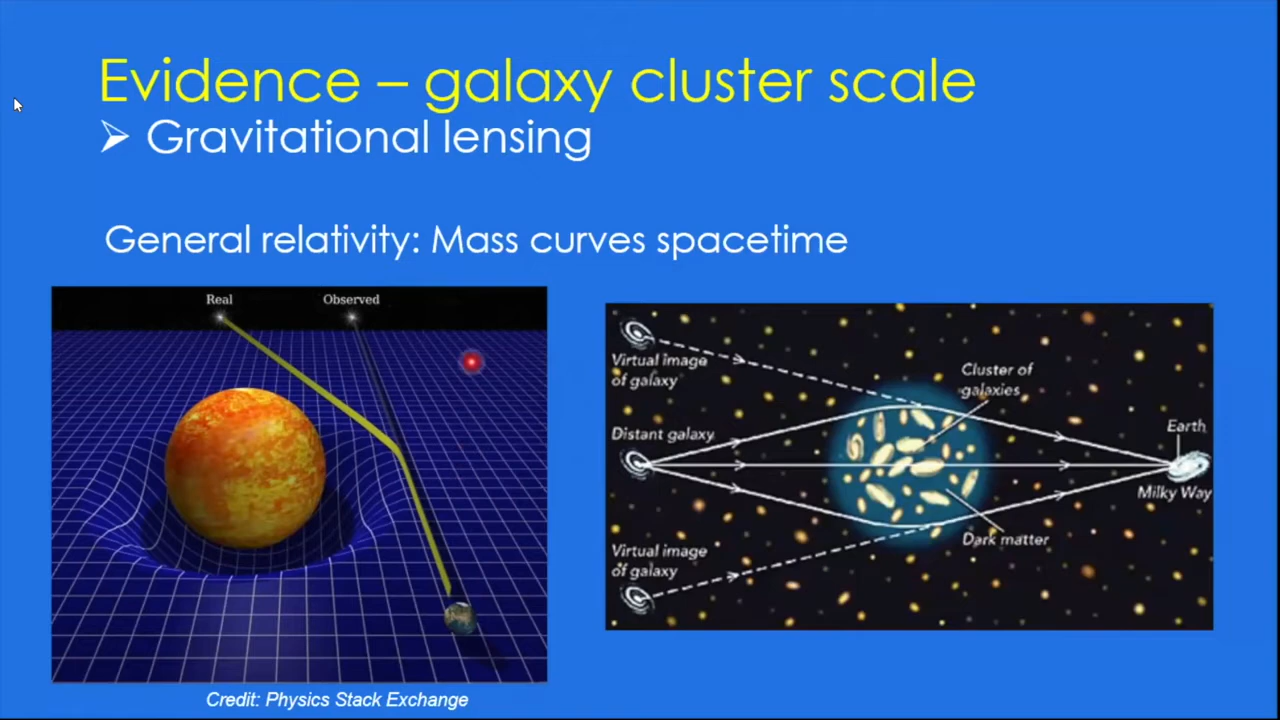 Evidence – galaxy cluster scale
➢ Gravitational lensing
General relativity: Mass curves spacetime
Real
Observed
Virtual image
of galaxy
Cluster of
galaxies
Distant galaxy
Earth
Milky Way
Virtual image
of galaxy
Dark matter
Credit: Physics Stack Exchange